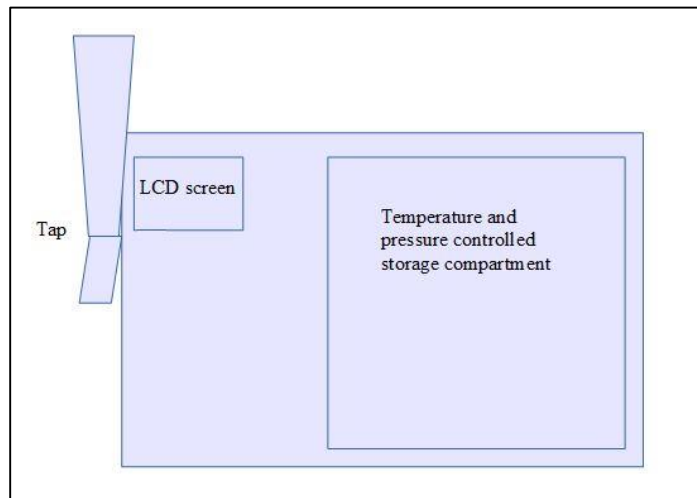 LCD screen
Tap
Temperature and
pressure controlled
storage compartment